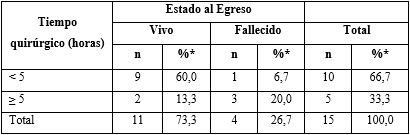 Tiempo quirúrgico (horas) Estado al Egreso
Vivo Fallecido Total
n %* n %* n %*
< 5 9 60,0 1 6,7 10 66,7
≥ 5 2 13,3 3 20,0 5 33,3
Total 11 73,3 4 26,7 15 100,0